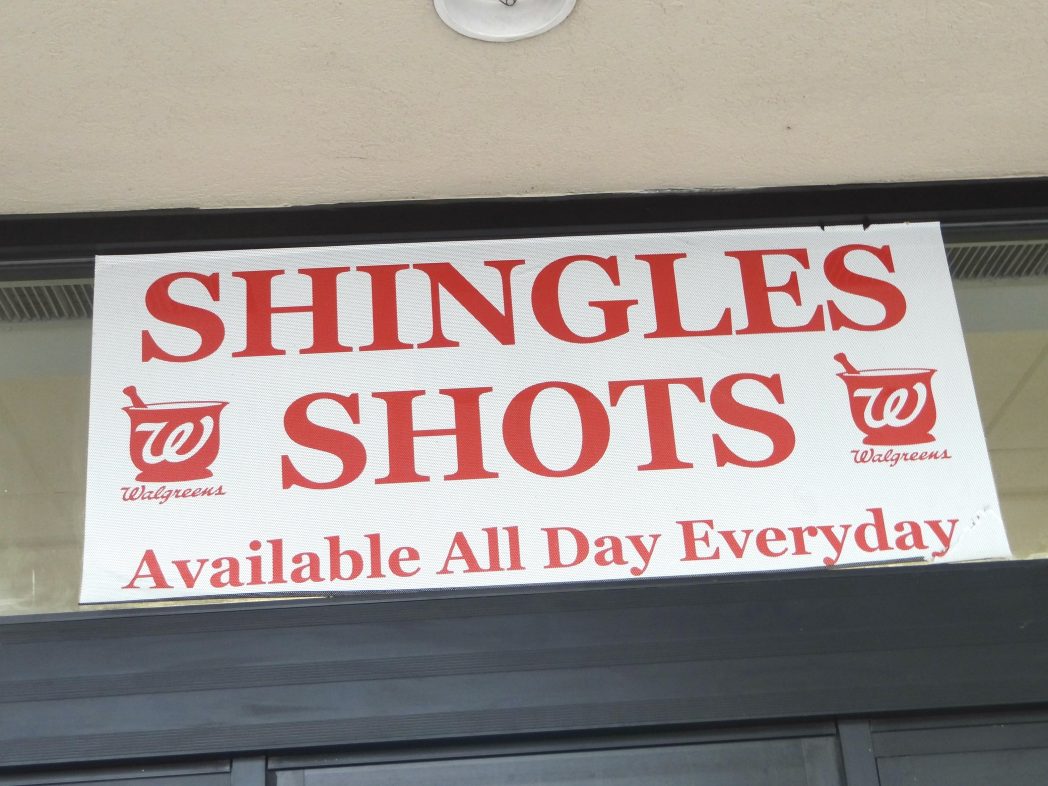 SHINGLES
SHOTS
W
Walgreens
W
Walgreens
Available All Day Everyday